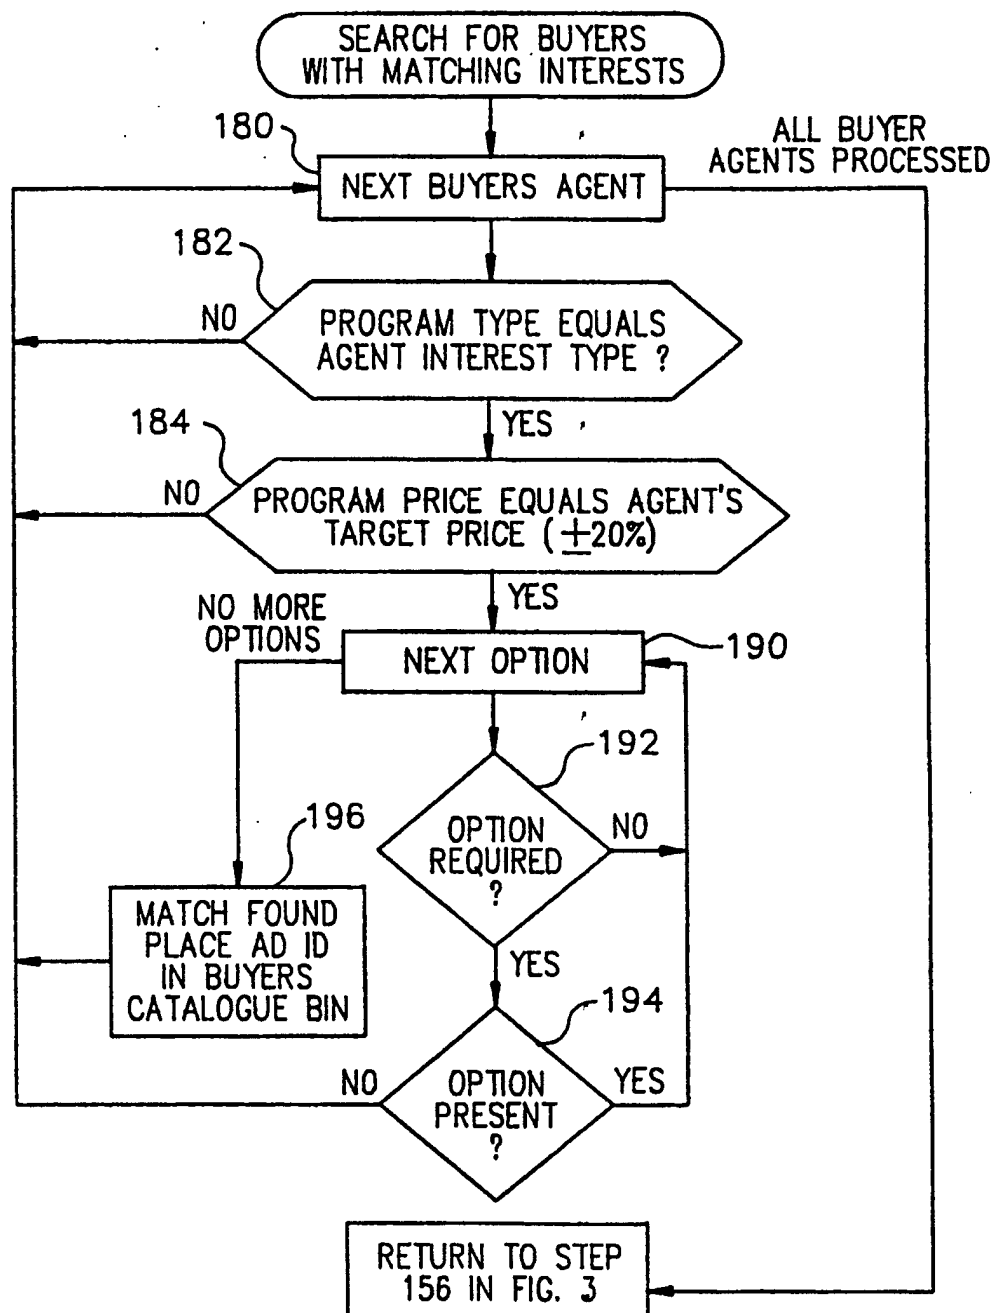 SEARCH FOR BUYERS
WITH MATCHING INTERESTS
180
ALL BUYER
AGENTS PROCESSED
NEXT BUYERS AGENT
182
NO
PROGRAM TYPE EQUALS
AGENT INTEREST TYPE ?
YES
184
NO
PROGRAM PRICE EQUALS AGENT'S
TARGET PRICE (±20%)
YES
NO MORE
OPTIONS
NEXT OPTION
190
192
OPTION
REQUIRED
?
NO
196
MATCH FOUND
PLACE AD ID
IN BUYERS
CATALOGUE BIN
YES
194
NO
OPTION
PRESENT
?
YES
RETURN TO STEP
156 IN FIG. 3